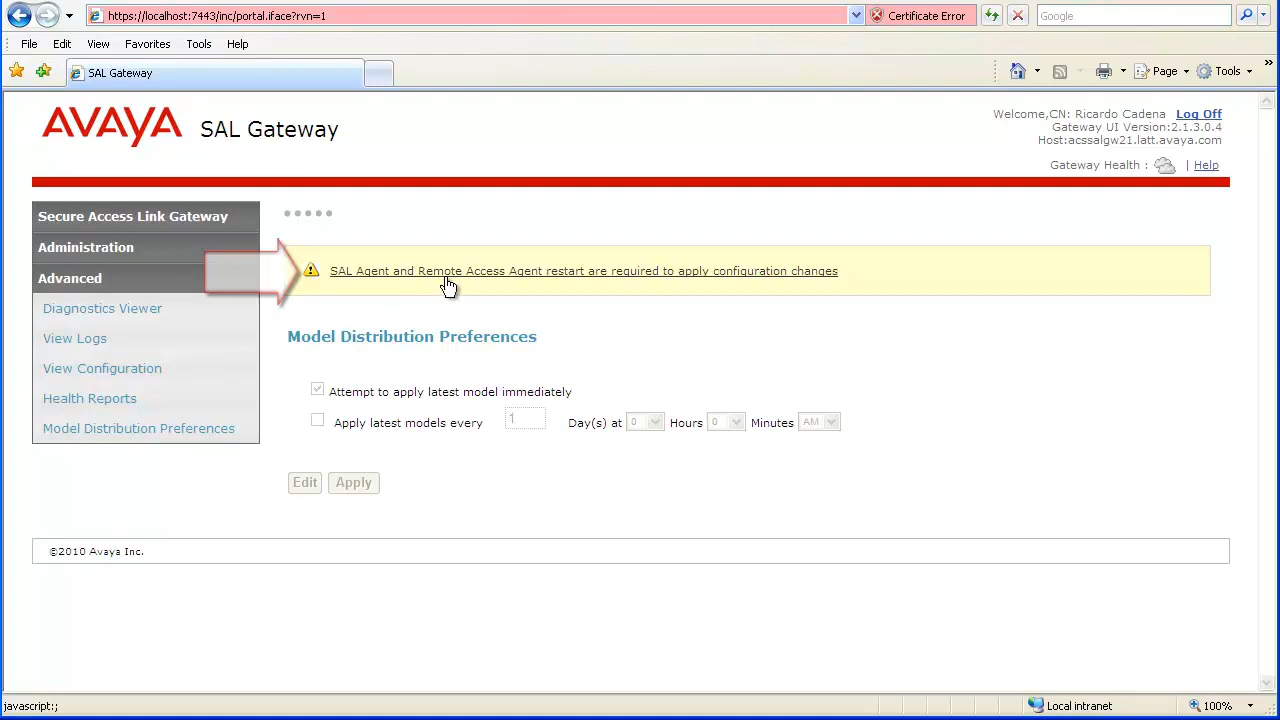 https://localhost:7443/inc/portal.iface?rvn=1 Certificate Error Google
File Edit View Favorites Tools Help
SAL Gateway Page Tools
AVAYA SAL Gateway
Welcome,CN: Ricardo Cadena Log Off
Gateway UI Version:2.1.3.0.4
Host:acssalgw21.latt.avaya.com
Gateway Health : | Help
Secure Access Link Gateway
Administration
Advanced
Diagnostics Viewer
View Logs
View Configuration
Health Reports
Model Distribution Preferences
SAL Agent and Remote Access Agent restart are required to apply configuration changes
Model Distribution Preferences
Attempt to apply latest model immediately
Apply latest models every 1 Day(s) at 0 Hours 0 Minutes AM
Edit Apply
©2010 Avaya Inc.
javascript:; Local intranet 100%